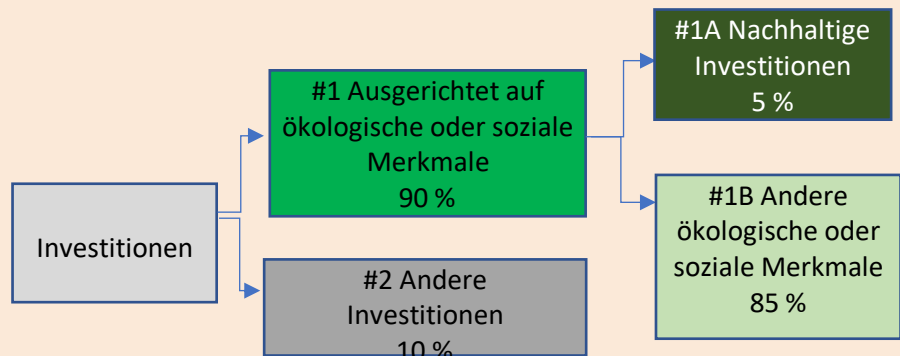 #1A Nachhaltige
Investitionen
5 %
#1 Ausgerichtet auf
ökologische oder soziale
Merkmale
90 %
#1B Andere
ökologische oder
soziale Merkmale
85 %
Investitionen
#2 Andere
Investitionen
10 %